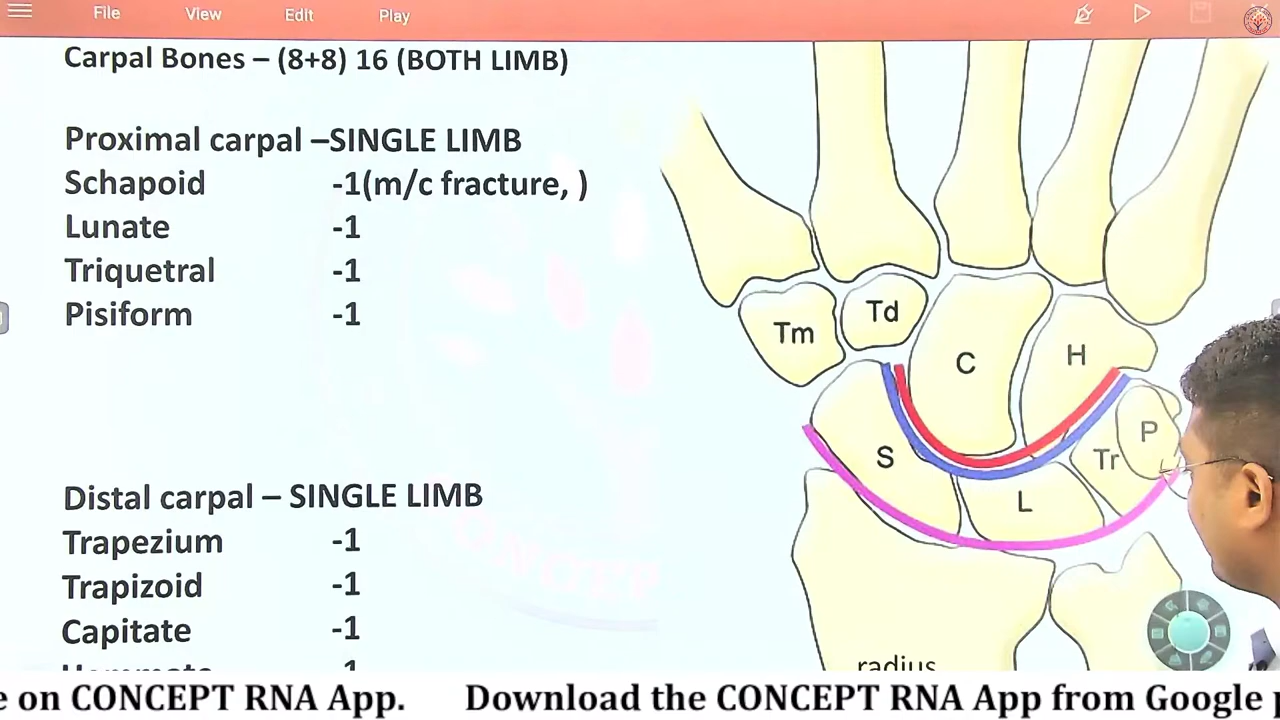 File View Edit Play
Carpal Bones – (8+8) 16 (BOTH LIMB)
Proximal carpal –SINGLE LIMB
Schapoid -1(m/c fracture, )
Lunate -1
Triquetral -1
Pisiform -1
Distal carpal – SINGLE LIMB
Trapezium -1
Trapizoid -1
Capitate -1
Tm
Td
C
H
S
L
Tr
P
radius
e on CONCEPT RNA App. Download the CONCEPT RNA App from Google p